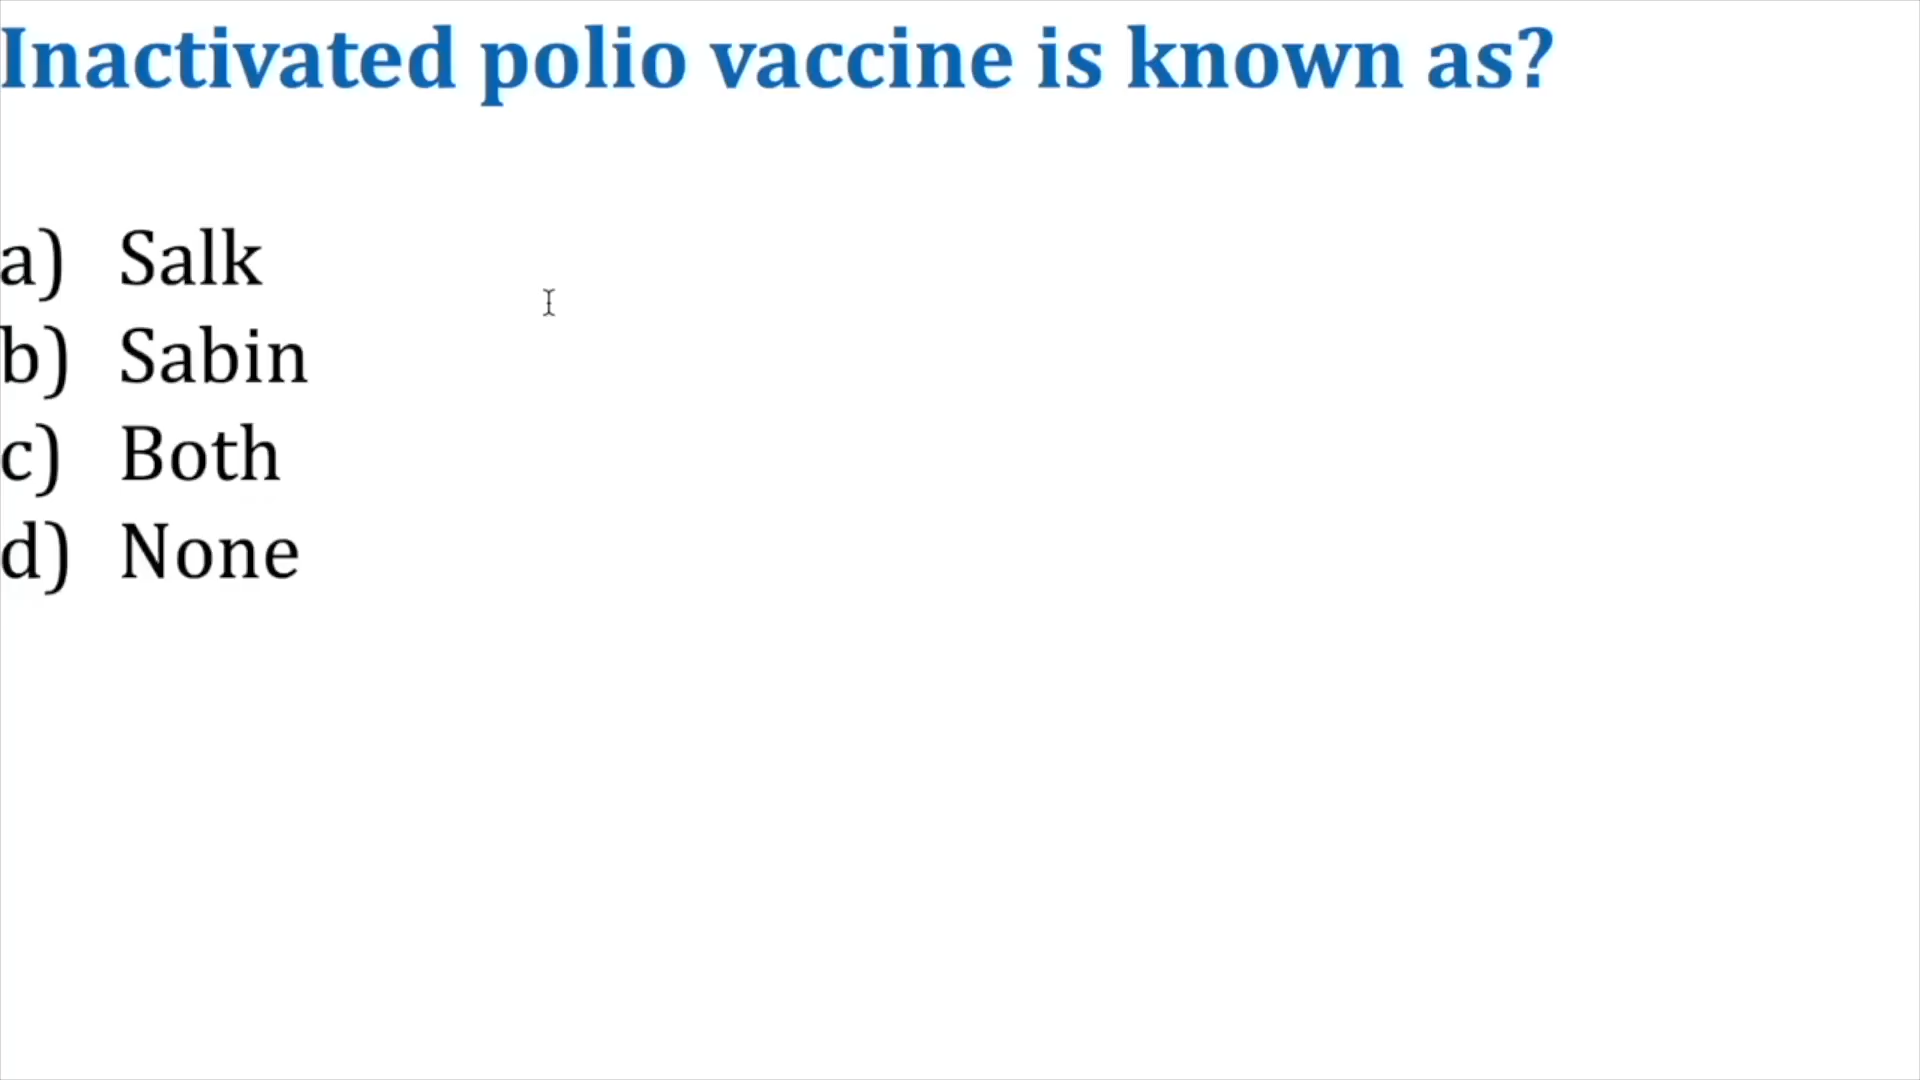 Inactivated polio vaccine is known as?
a) Salk
b) Sabin
c) Both
d) None